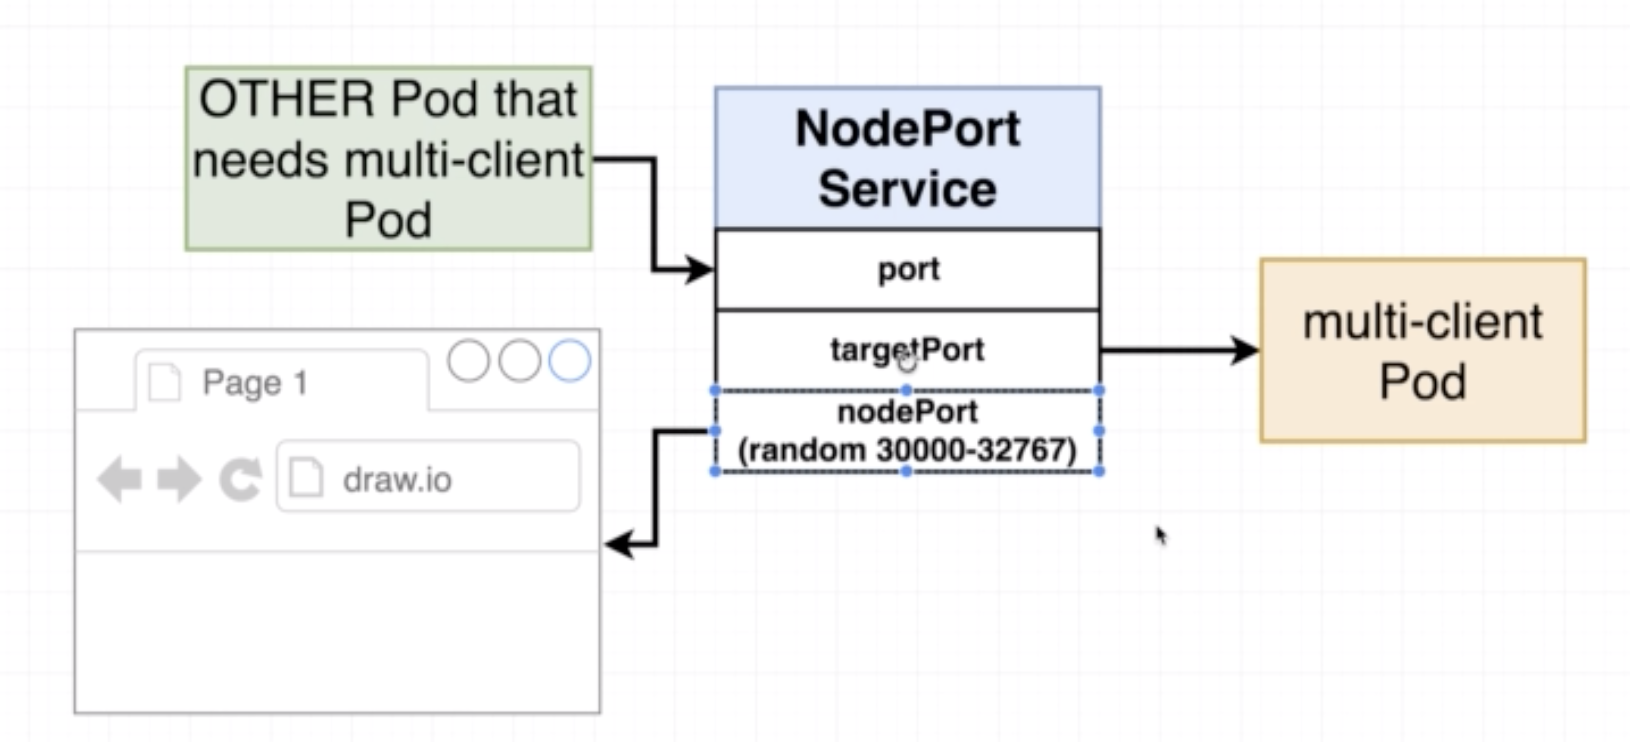 OTHER Pod that
needs multi-client
Pod
NodePort
Service
port
targetPort
nodePort
(random 30000-32767)
multi-client
Pod
Page 1
draw.io